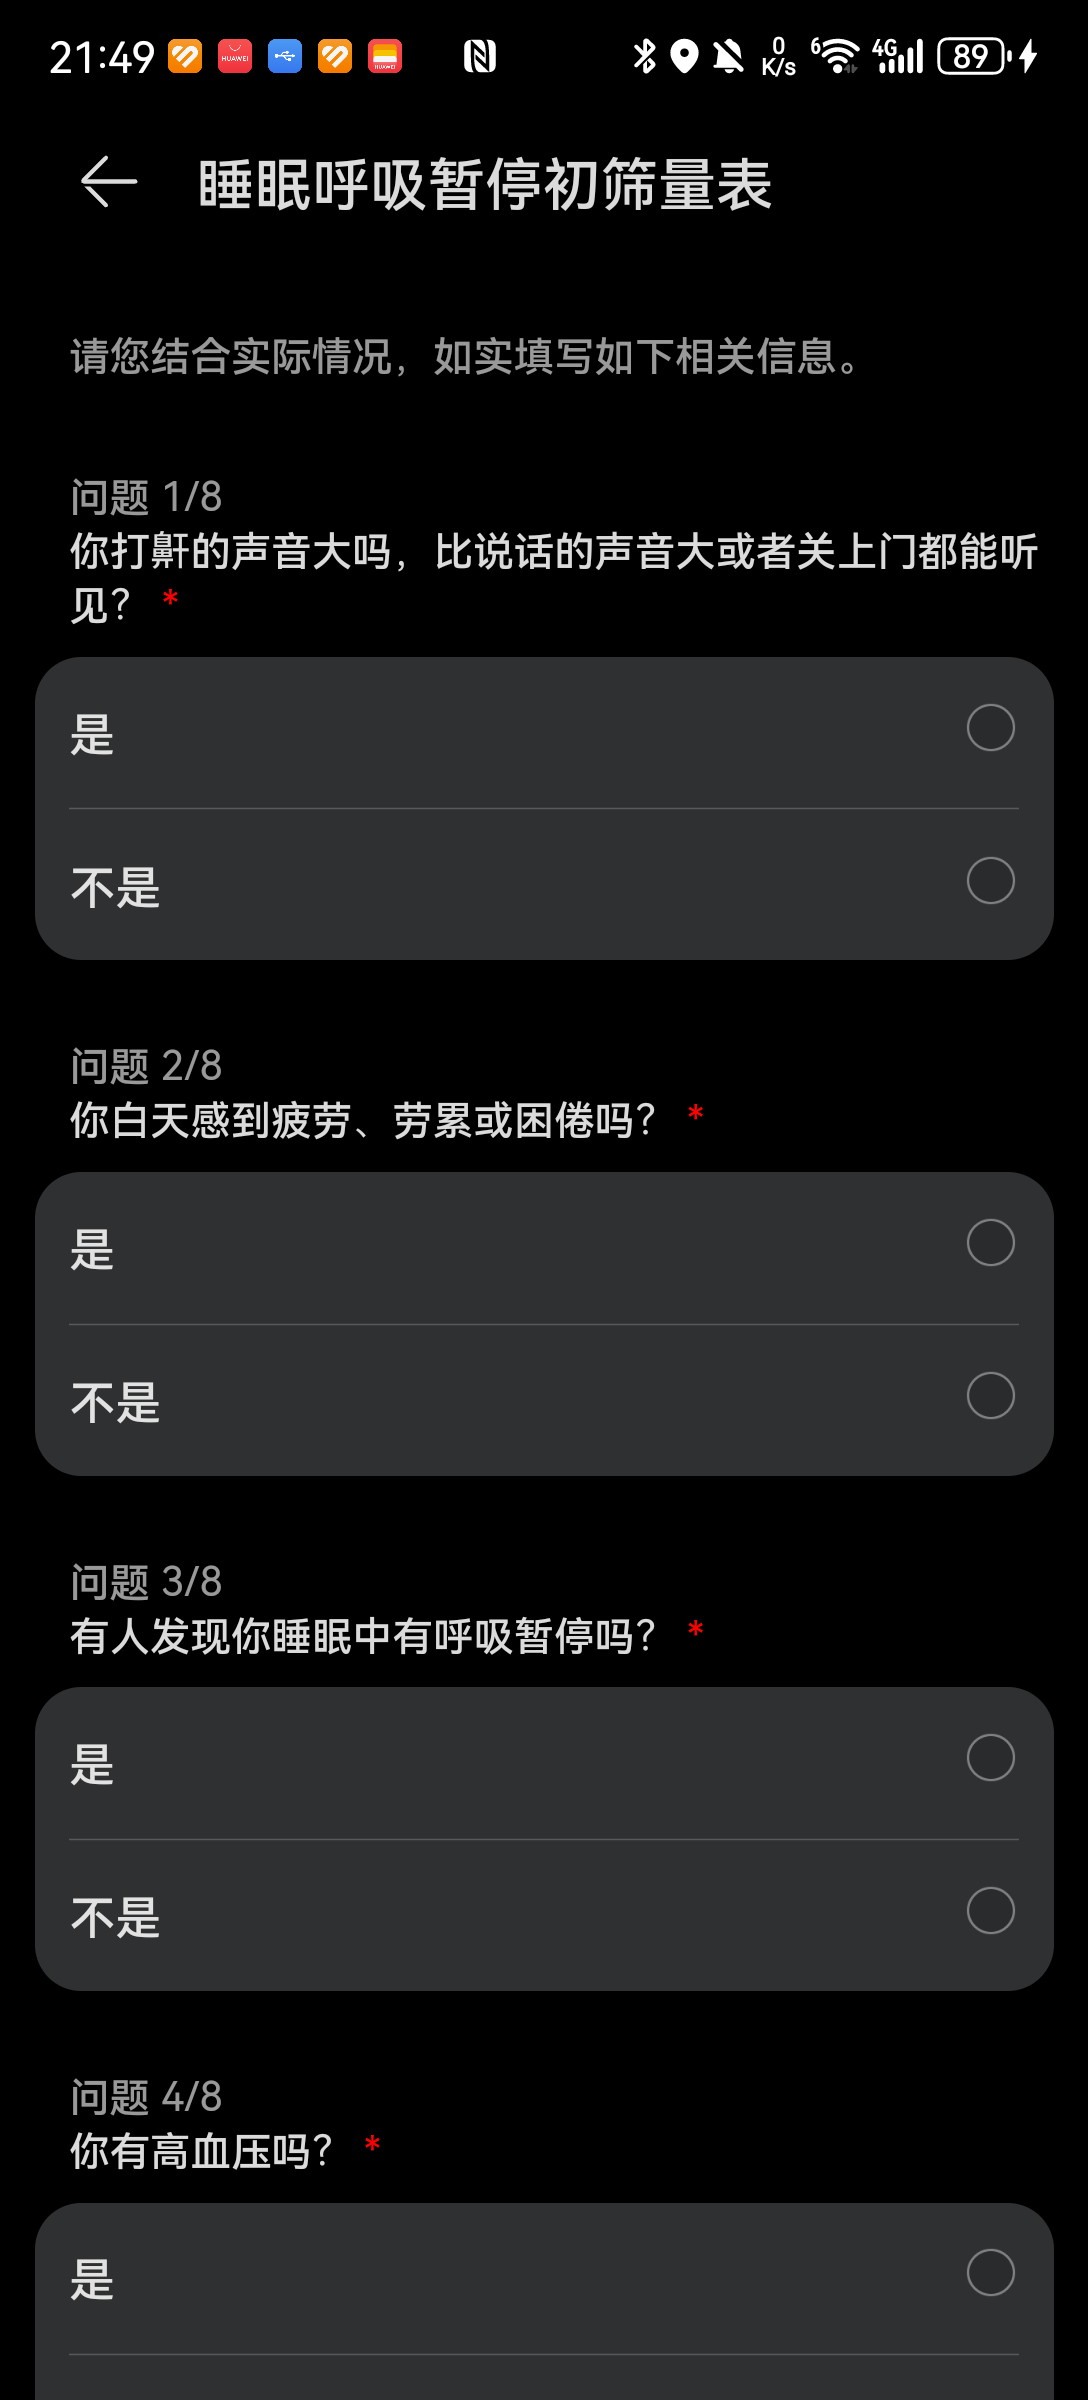 21:49
HUAWEI
0
K/s
6
4G
89
睡眠呼吸暂停初筛量表
请您结合实际情况，如实填写如下相关信息。
问题 1/8
你打鼾的声音大吗，比说话的声音大或者关上门都能听
见？ *
是
不是
问题 2/8
你白天感到疲劳、劳累或困倦吗？ *
是
不是
问题 3/8
有人发现你睡眠中有呼吸暂停吗？ *
是
不是
问题 4/8
你有高血压吗？ *
是